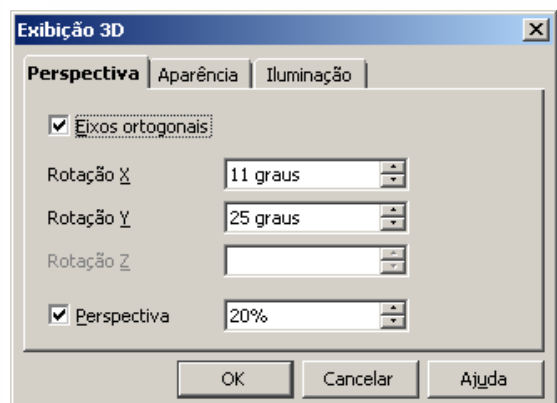 Exibição 3D
Perspectiva Aparência Iluminação
Eixos ortogonais
Rotação X 11 graus
Rotação Y 25 graus
Rotação Z
Perspectiva 20%
OK Cancelar Ajuda